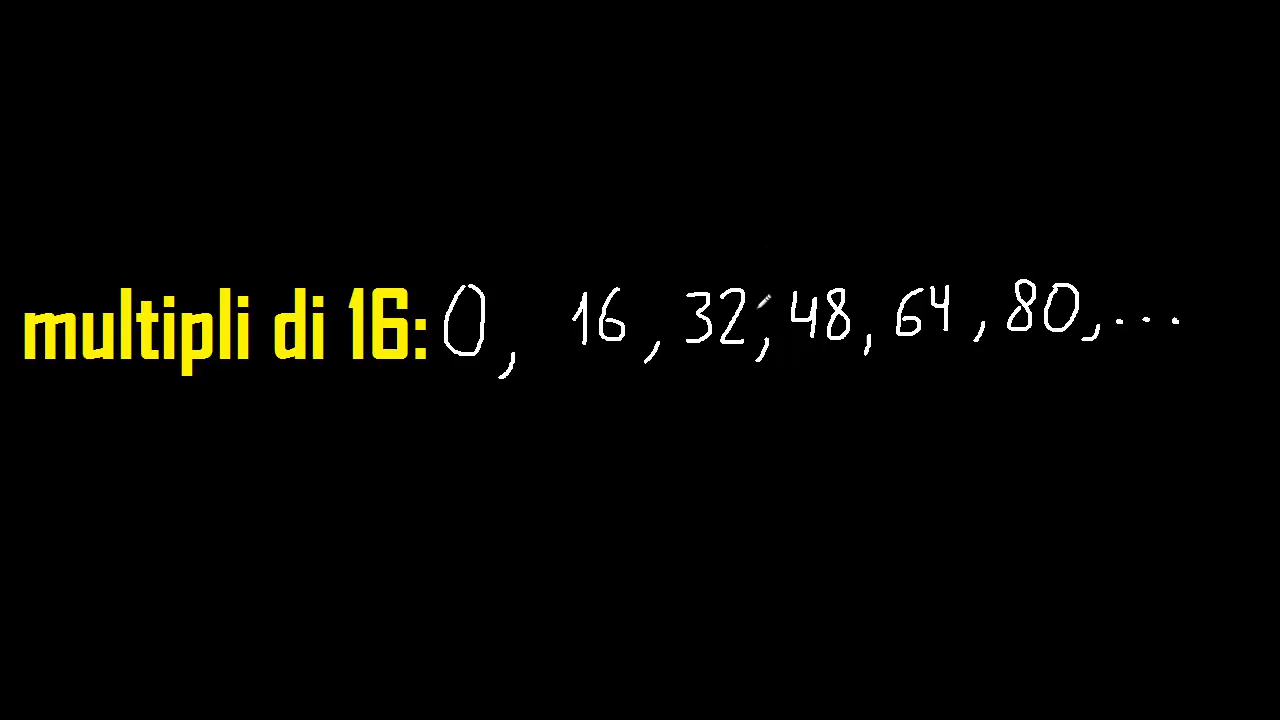 multipli di 16: 0, 16, 32, 48, 64, 80, ...